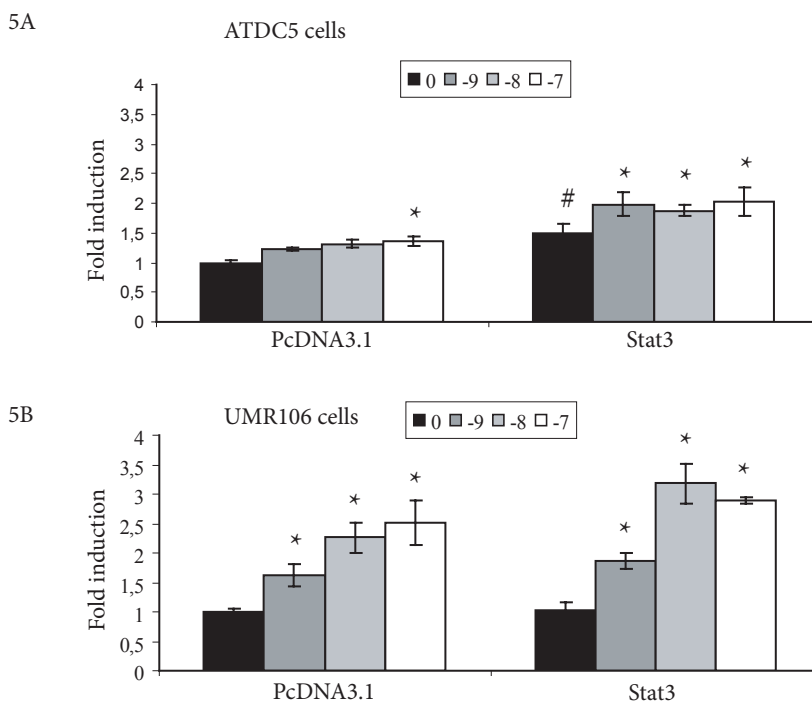 5A
ATDC5 cells
0 -9 -8 -7
Fold induction
4
3,5
3
2,5
2
1,5
1
0,5
0
*
#
*
*
*
PcDNA3.1
Stat3
5B
UMR106 cells
0 -9 -8 -7
Fold induction
4
3,5
3
2,5
2
1,5
1
0,5
0
*
*
*
*
*
*
PcDNA3.1
Stat3